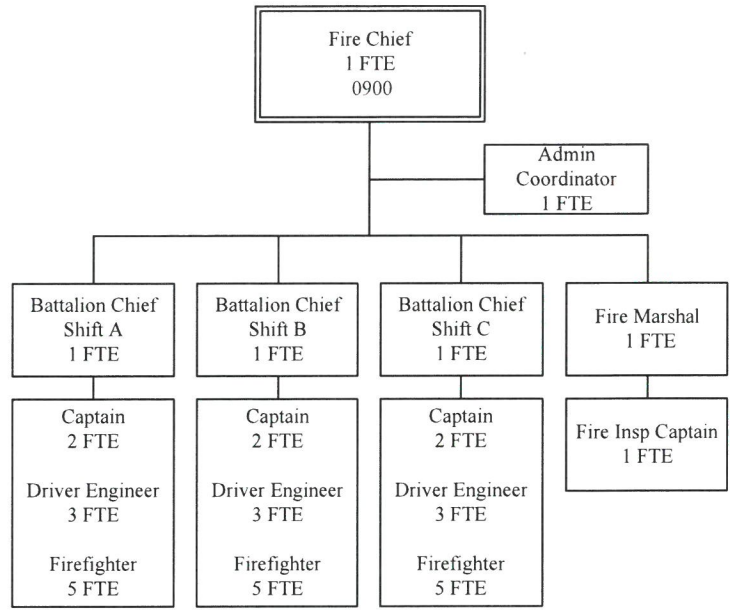 Fire Chief
1 FTE
0900
Admin
Coordinator
1 FTE
Battalion Chief
Shift A
1 FTE
Battalion Chief
Shift B
1 FTE
Battalion Chief
Shift C
1 FTE
Fire Marshal
1 FTE
Captain
2 FTE
Driver Engineer
3 FTE
Firefighter
5 FTE
Captain
2 FTE
Driver Engineer
3 FTE
Firefighter
5 FTE
Captain
2 FTE
Driver Engineer
3 FTE
Firefighter
5 FTE
Fire Insp Captain
1 FTE